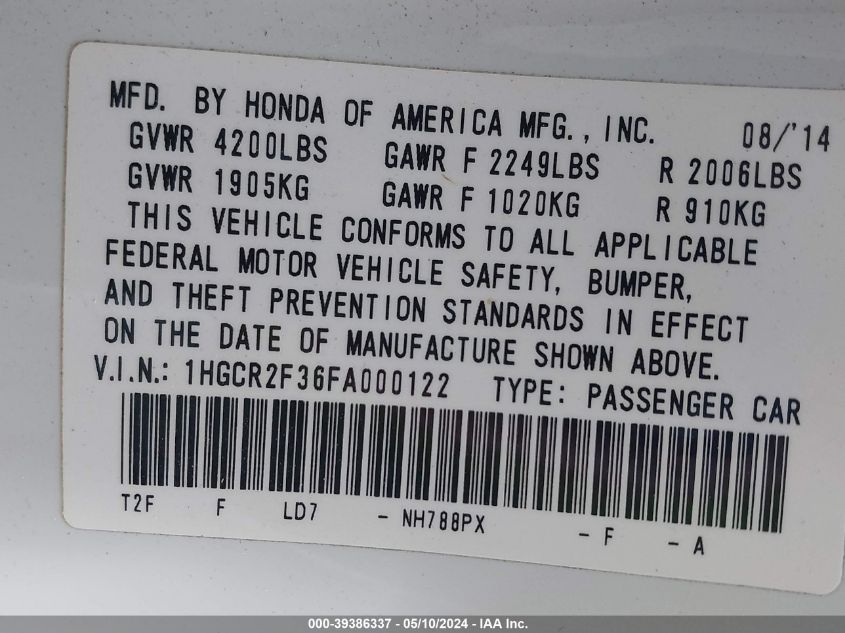 MFD. BY HONDA OF AMERICA MFG., INC. 08/'14
GVWR 4200LBS GAWR F 2249LBS R 2006LBS
GVWR 1905KG GAWR F 1020KG R 910KG
THIS VEHICLE CONFORMS TO ALL APPLICABLE
FEDERAL MOTOR VEHICLE SAFETY, BUMPER,
AND THEFT PREVENTION STANDARDS IN EFFECT
ON THE DATE OF MANUFACTURE SHOWN ABOVE.
V.I.N.: 1HGCR2F36FA000122 TYPE: PASSENGER CAR
T2F F LD7 - NH788PX - F - A
000-39386337 - 05/10/2024 - IAA Inc.